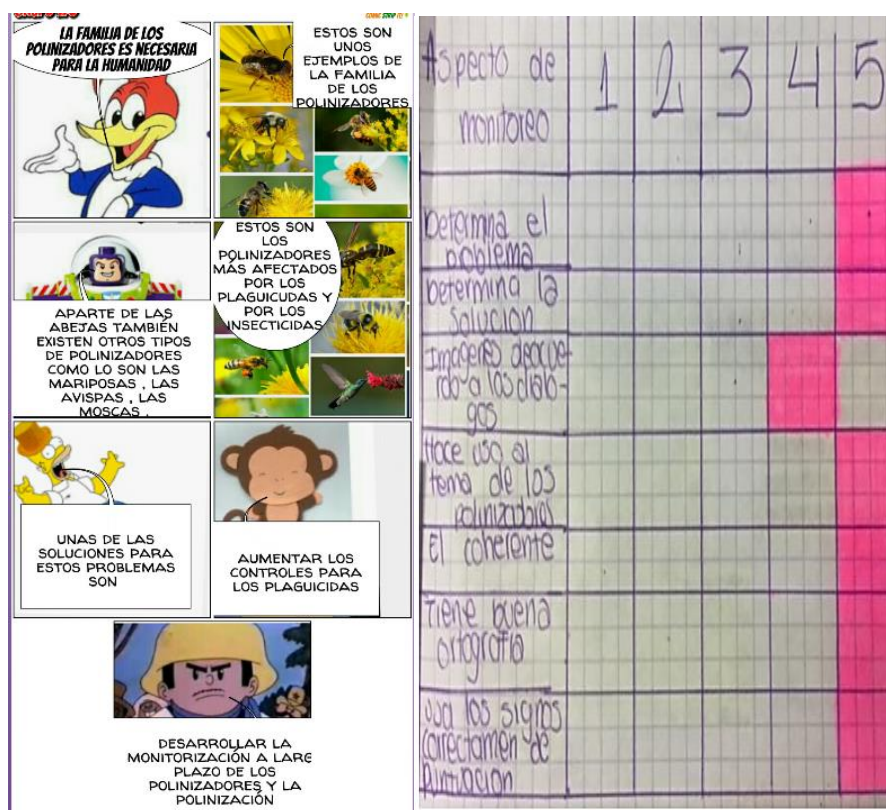 LA FAMILIA DE LOS
POLINIZADORES ES NECESARIA
PARA LA HUMANIDAD
ESTOS SON
UNOS
EJEMPLOS DE
LA FAMILIA
DE LOS
POLINIZADORES
APARTE DE LAS
ABEJAS TAMBIÉN
EXISTEN OTROS TIPOS
DE POLINIZADORES
COMO LO SON LAS
MARIPOSAS , LAS
AVISPAS , LAS
MOSCAS .
ESTOS SON
LOS
POLINIZADORES
MÁS AFECTADOS
POR LOS
PLAGUICUDAS Y
POR LOS
INSECTICIDAS
UNAS DE LAS
SOLUCIONES PARA
ESTOS PROBLEMAS
SON
AUMENTAR LOS
CONTROLES PARA
LOS PLAGUICIDAS
DESARROLLAR LA
MONITORIZACIÓN A LARG
PLAZO DE LOS
POLINIZADORES Y LA
POLINIZACIÓN
Aspecto de
monitoreo
1 2 3 4 5
Determina el
problema
Determina la
solucion
Imagenes deacue-
rdo a los dialo-
gos
Hace uso al
tema de los
polinizadores
El coherente
Tiene buena
ortografia
Usa los signos
correctamen de
Puntuacion